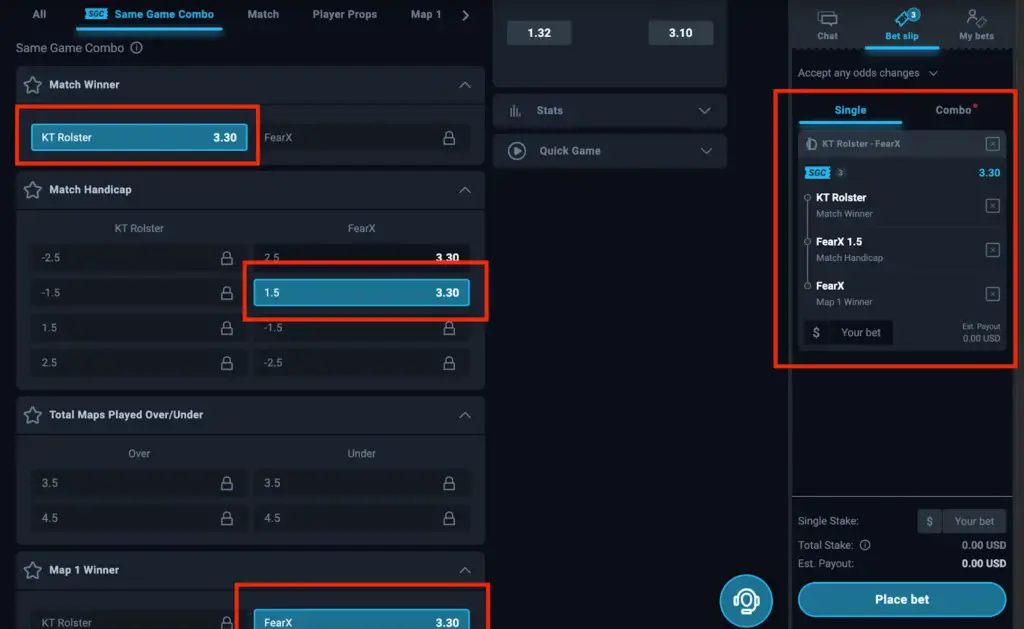 All SGC Same Game Combo Match Player Props Map 1
Same Game Combo
Match Winner
KT Rolster 3.30 FearX
Match Handicap
KT Rolster FearX
-2.5 2.5 3.30
-1.5 1.5 3.30
1.5 -1.5
2.5 -2.5
Total Maps Played Over/Under
Over Under
3.5 3.5
4.5 4.5
Map 1 Winner
KT Rolster FearX 3.30
1.32 3.10
Stats
Quick Game
Chat 3 Bet slip My bets
Accept any odds changes
Single Combo
KT Rolster - FearX
SGC 3 3.30
KT Rolster
Match Winner
FearX 1.5
Match Handicap
FearX
Map 1 Winner
$ Your bet Est. Payout
0.00 USD
Single Stake: $ Your bet
Total Stake: 0.00 USD
Est. Payout: 0.00 USD
Place bet